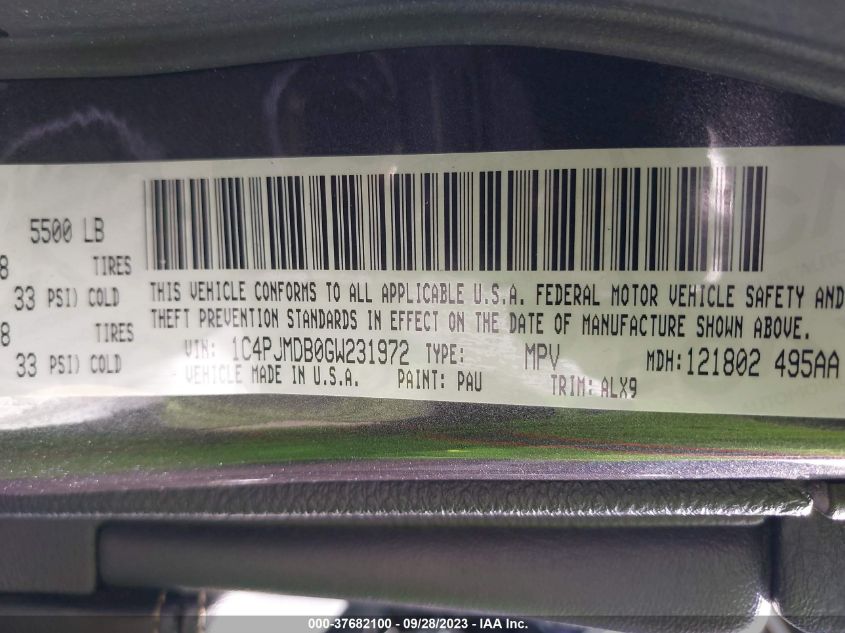 5500 LB
8 TIRES
33 PSI) COLD
8 TIRES
33 PSI) COLD
THIS VEHICLE CONFORMS TO ALL APPLICABLE U.S.A. FEDERAL MOTOR VEHICLE SAFETY AND
THEFT PREVENTION STANDARDS IN EFFECT ON THE DATE OF MANUFACTURE SHOWN ABOVE.
VIN: 1C4PJMDB0GW231972 TYPE: MPV MDH:121802 495AA
VEHICLE MADE IN U.S.A. PAINT: PAU TRIM: ALX9
000-37682100 - 09/28/2023 - IAA Inc.